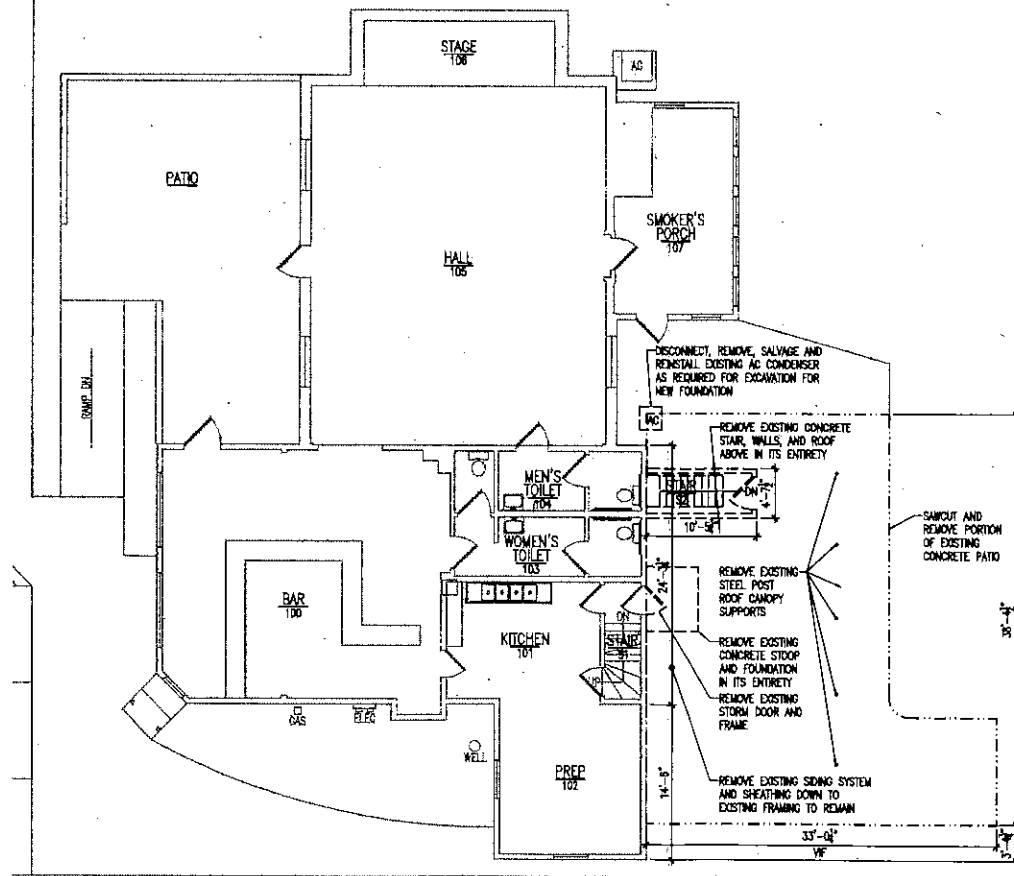 STAGE
106
AC
PATIO
SMOKER'S
PORCH
107
HALL
105
RAMP DN
DISCONNECT, REMOVE, SALVAGE AND
REINSTALL EXISTING AC CONDENSER
AS REQUIRED FOR EXCAVATION FOR
NEW FOUNDATION
AC
REMOVE EXISTING CONCRETE
STAIR, WALLS, AND ROOF
ABOVE IN ITS ENTIRETY
MEN'S
TOILET
104
STAIR
DN
SAWCUT AND
REMOVE PORTION
OF EXISTING
CONCRETE PATIO
WOMEN'S
TOILET
103
REMOVE EXISTING
STEEL POST
ROOF CANOPY
SUPPORTS
BAR
100
KITCHEN
101
DN
STAIR
S1
UP
REMOVE EXISTING
CONCRETE STOOP
AND FOUNDATION
IN ITS ENTIRETY
REMOVE EXISTING
STORM DOOR AND
FRAME
GAS
ELEC
WELL
PREP
102
14'-8"
REMOVE EXISTING SIDING SYSTEM
AND SHEATHING DOWN TO
EXISTING FRAMING TO REMAIN
VIF